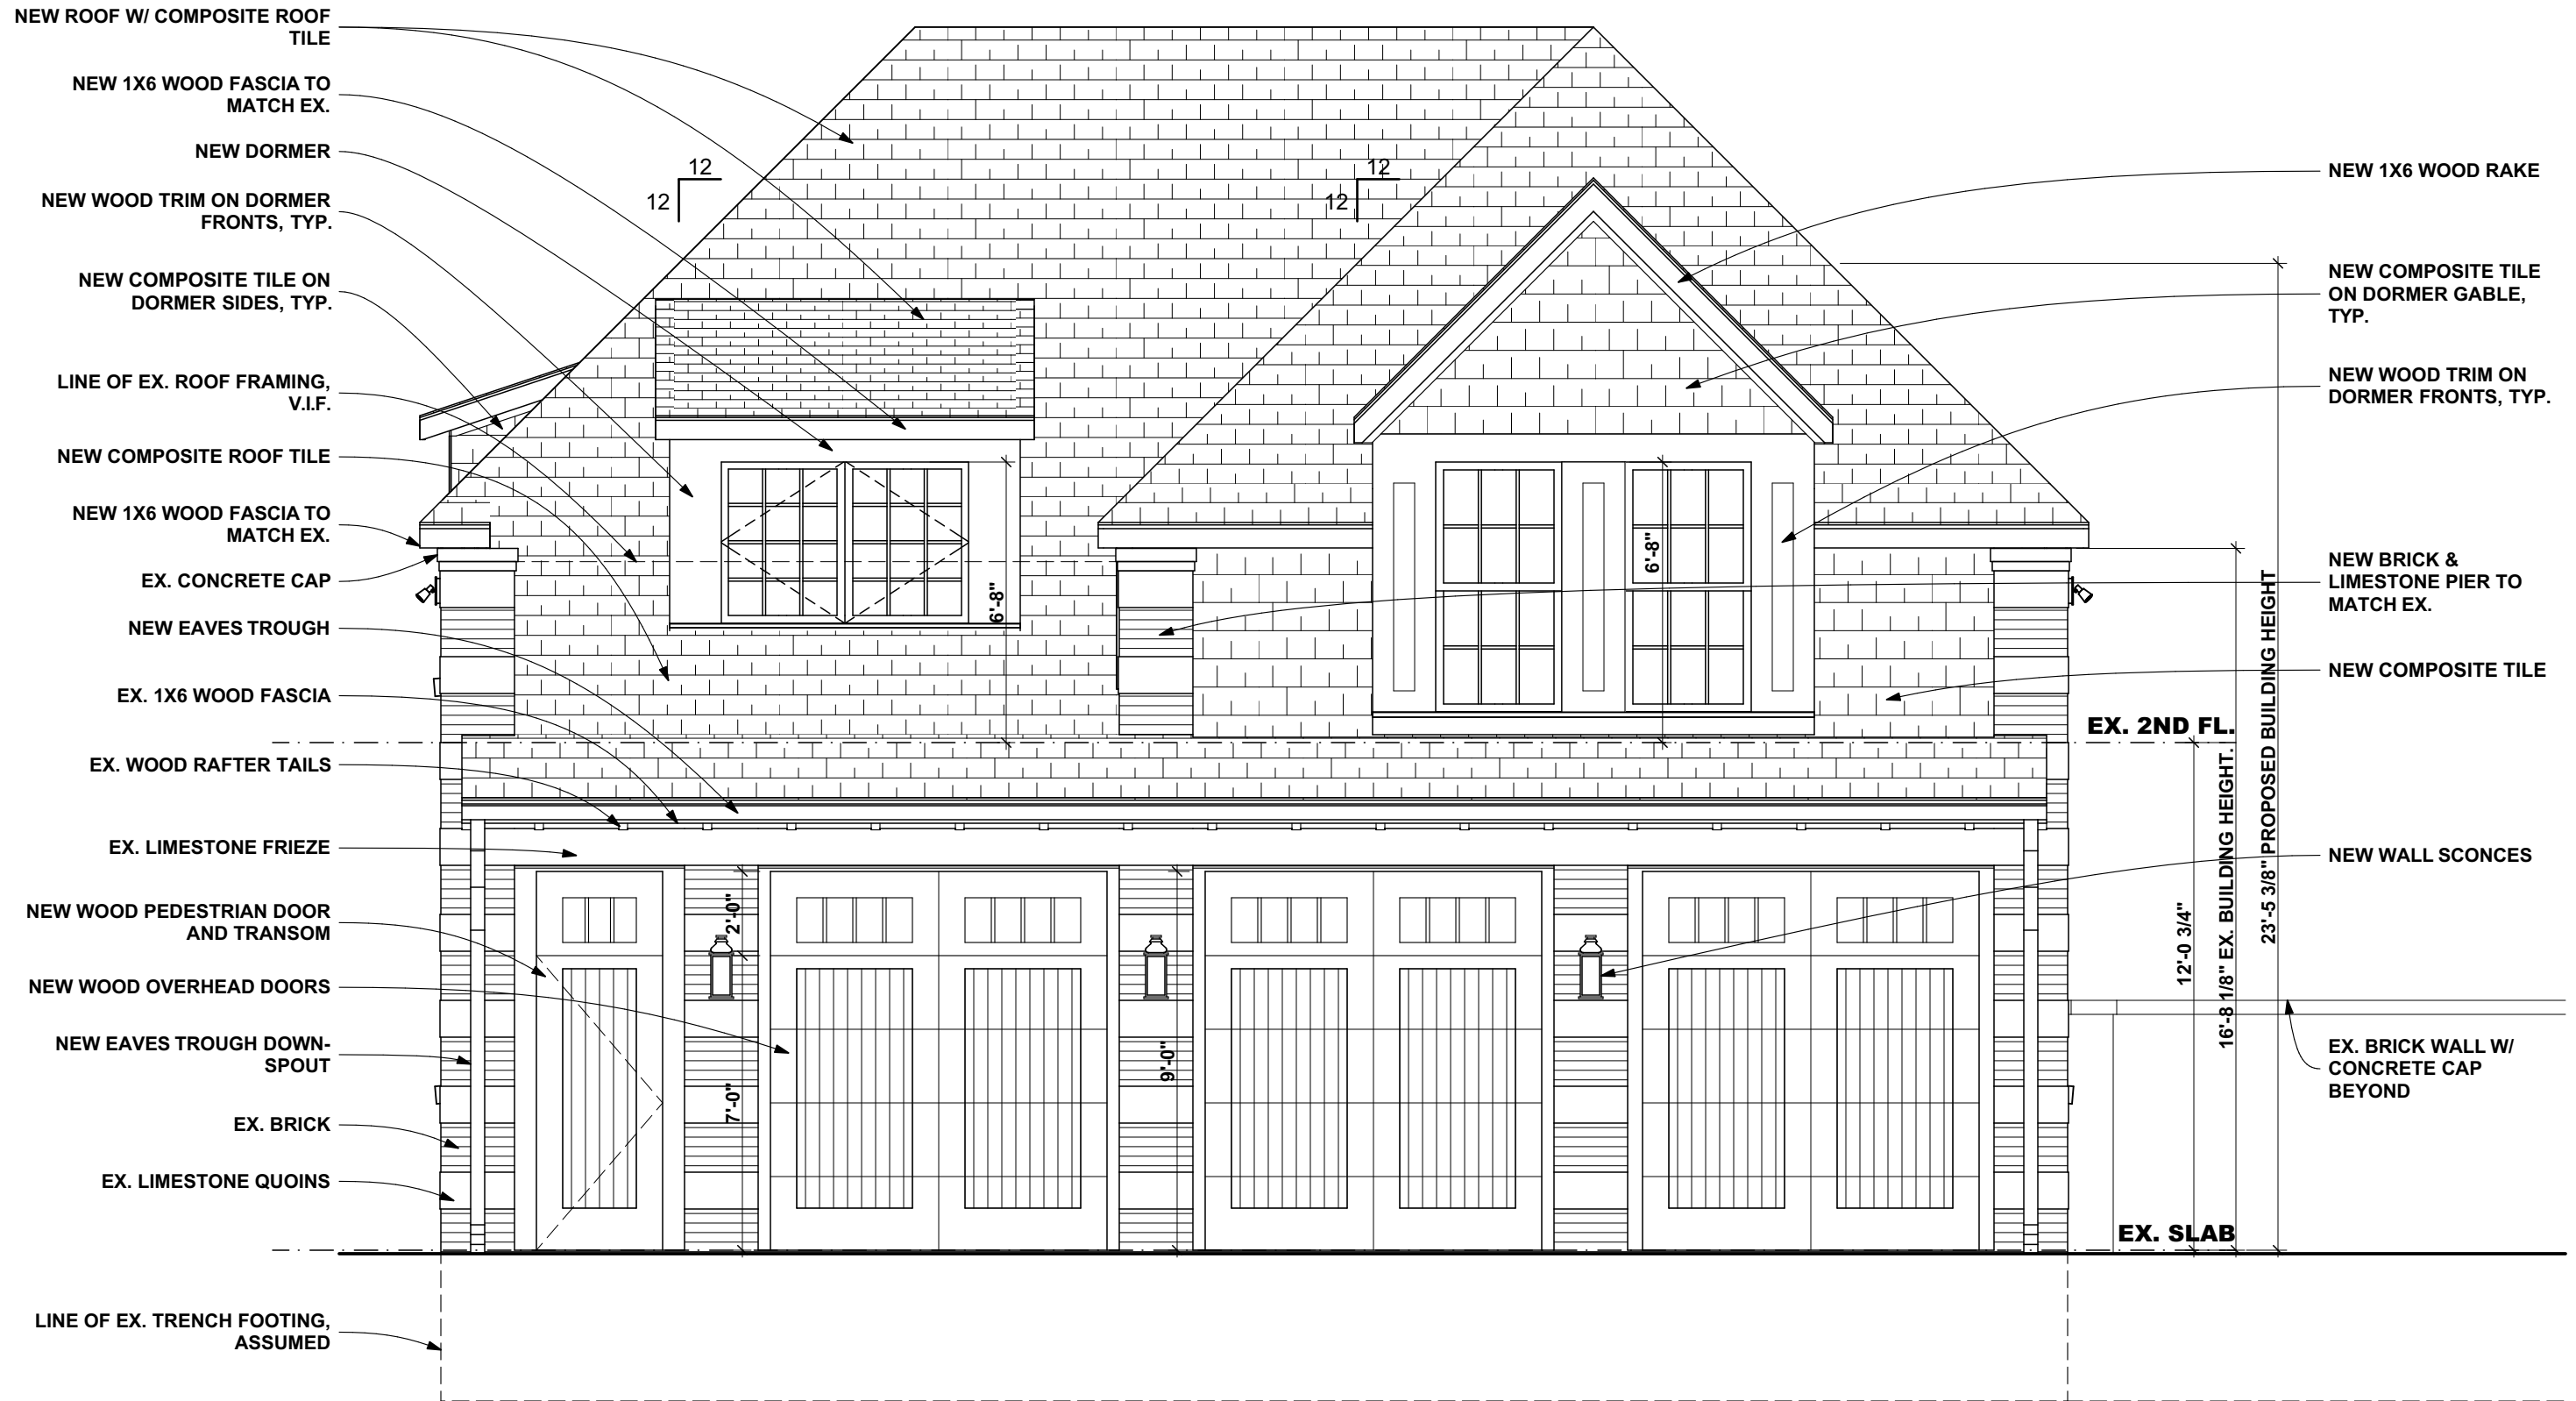 NEW ROOF W/ COMPOSITE ROOF
TILE
NEW 1X6 WOOD FASCIA TO
MATCH EX.
NEW DORMER
NEW WOOD TRIM ON DORMER
FRONTS, TYP.
NEW COMPOSITE TILE ON
DORMER SIDES, TYP.
LINE OF EX. ROOF FRAMING,
V.I.F.
NEW COMPOSITE ROOF TILE
NEW 1X6 WOOD FASCIA TO
MATCH EX.
EX. CONCRETE CAP
NEW EAVES TROUGH
EX. 1X6 WOOD FASCIA
EX. WOOD RAFTER TAILS
EX. LIMESTONE FRIEZE
NEW WOOD PEDESTRIAN DOOR
AND TRANSOM
NEW WOOD OVERHEAD DOORS
NEW EAVES TROUGH DOWN-
SPOUT
EX. BRICK
EX. LIMESTONE QUOINS
LINE OF EX. TRENCH FOOTING,
ASSUMED
12
12
12
12
6'-8"
6'-8"
2'-0"
7'-0"
9'-0"
NEW 1X6 WOOD RAKE
NEW COMPOSITE TILE
ON DORMER GABLE,
TYP.
NEW WOOD TRIM ON
DORMER FRONTS, TYP.
NEW BRICK &
LIMESTONE PIER TO
MATCH EX.
NEW COMPOSITE TILE
EX. 2ND FL.
12'-0 3/4"
16'-8 1/8" EX. BUILDING HEIGHT.
23'-5 3/8" PROPOSED BUILDING HEIGHT
NEW WALL SCONCES
EX. BRICK WALL W/
CONCRETE CAP
BEYOND
EX. SLAB